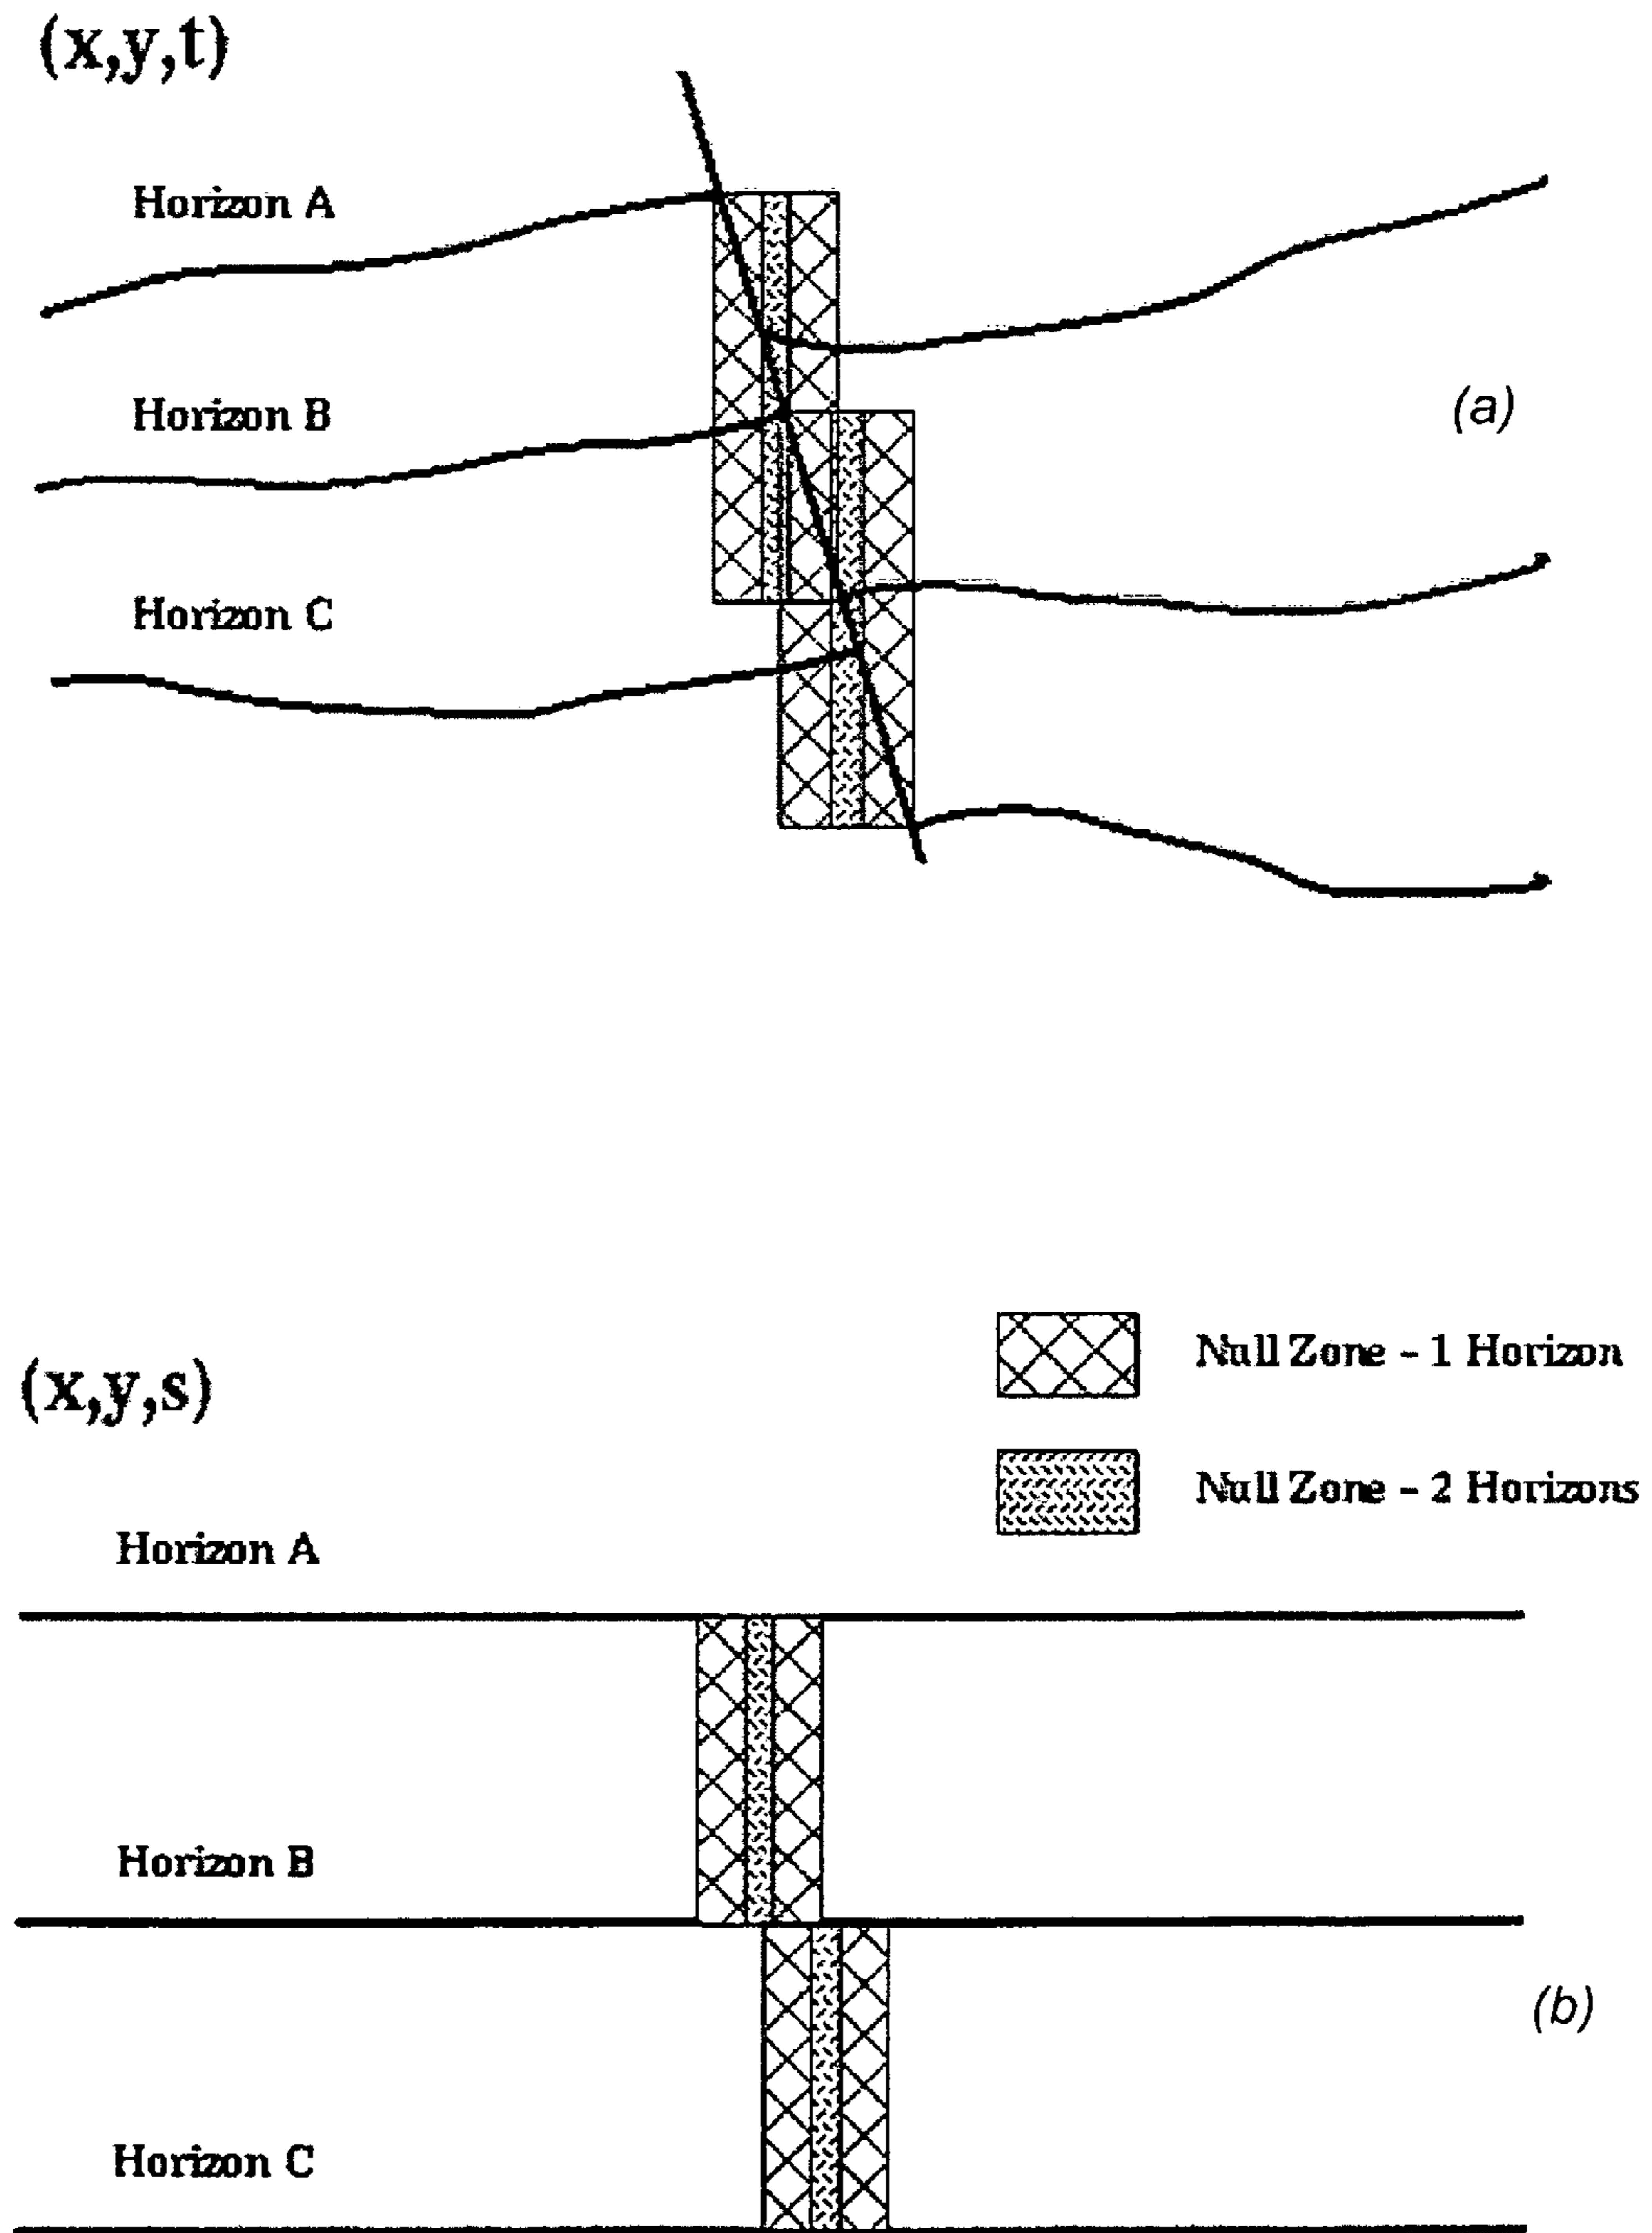 (x,y,t)
Horizon A
Horizon B
(a)
Horizon C
Null Zone - 1 Horizon
(x,y,s)
Null Zone - 2 Horizons
Horizon A
Horizon B
(b)
Horizon C